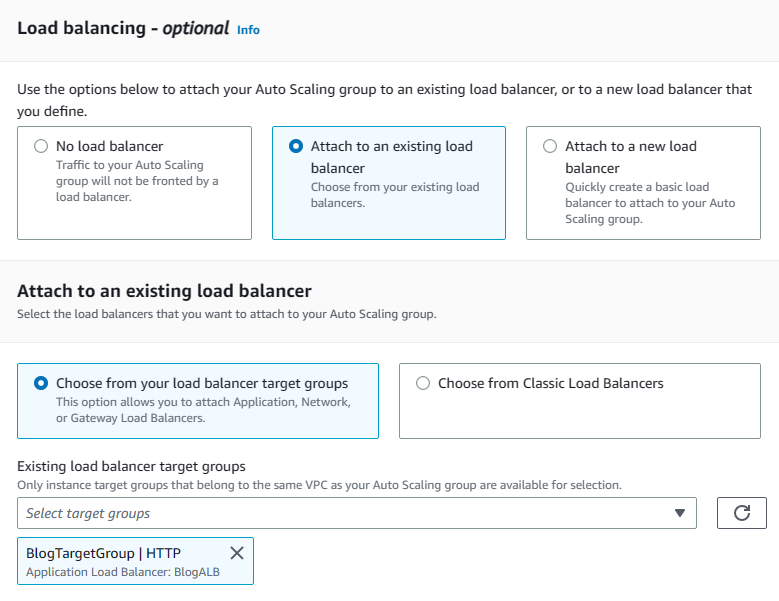 Load balancing - optional Info
Use the options below to attach your Auto Scaling group to an existing load balancer, or to a new load balancer that
you define.
No load balancer
Traffic to your Auto Scaling
group will not be fronted by a
load balancer.
Attach to an existing load
balancer
Choose from your existing load
balancers.
Attach to a new load
balancer
Quickly create a basic load
balancer to attach to your Auto
Scaling group.
Attach to an existing load balancer
Select the load balancers that you want to attach to your Auto Scaling group.
Choose from your load balancer target groups
This option allows you to attach Application, Network,
or Gateway Load Balancers.
Choose from Classic Load Balancers
Existing load balancer target groups
Only instance target groups that belong to the same VPC as your Auto Scaling group are available for selection.
Select target groups
BlogTargetGroup | HTTP
Application Load Balancer: BlogALB